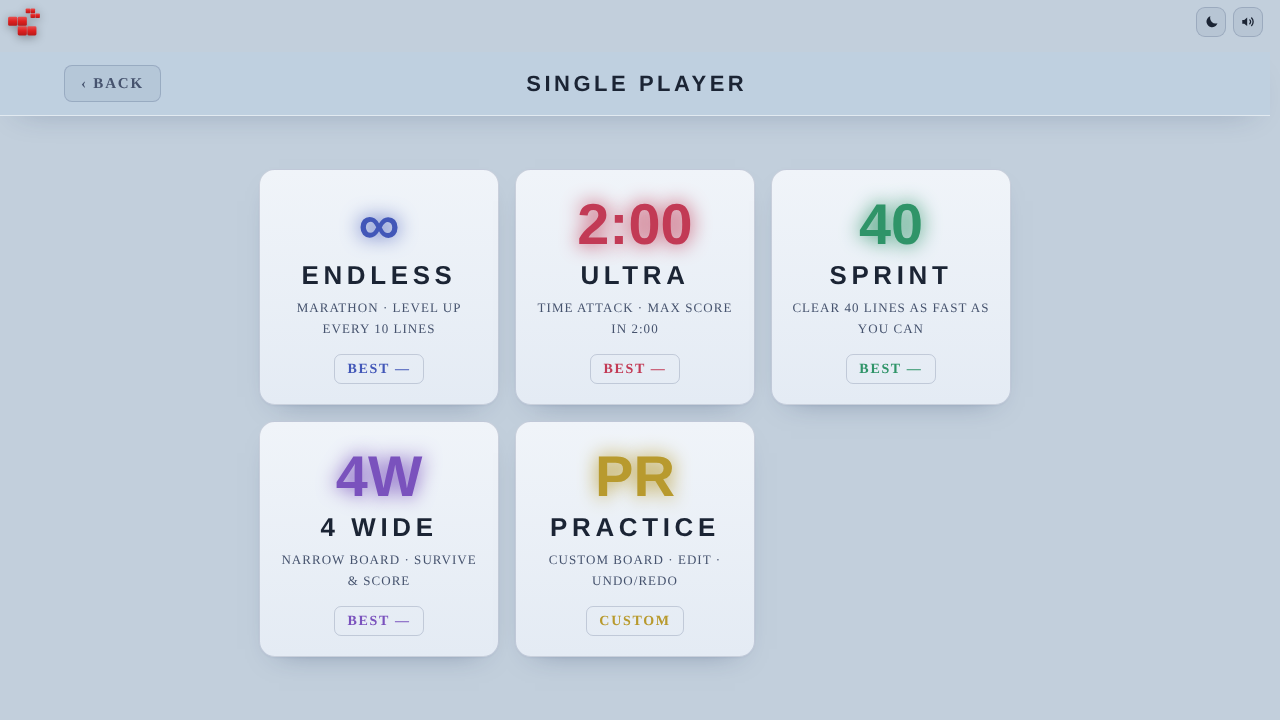 ‹ BACK
SINGLE PLAYER
∞
ENDLESS
MARATHON · LEVEL UP
EVERY 10 LINES
BEST —
2:00
ULTRA
TIME ATTACK · MAX SCORE
IN 2:00
BEST —
40
SPRINT
CLEAR 40 LINES AS FAST AS
YOU CAN
BEST —
4W
4 WIDE
NARROW BOARD · SURVIVE
& SCORE
BEST —
PR
PRACTICE
CUSTOM BOARD · EDIT ·
UNDO/REDO
CUSTOM